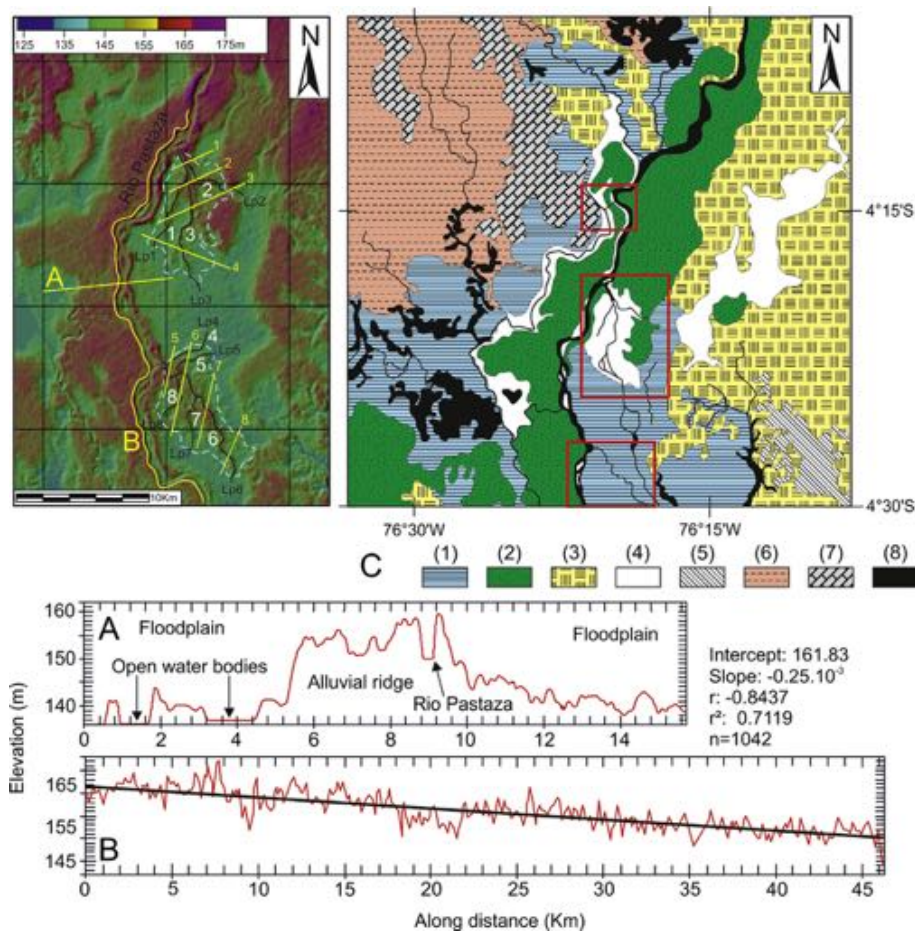 125 135 145 155 165 175m
N
Rio Pastaza
1
2
2
3
Lp2
1 3
Lp1
4
A
Lp3
Lp4
5 6 4
Lp5
5 7
8
7 8
B
6
Lp6
10Km
N
4°15'S
4°30'S
76°30'W 76°15'W
C
(1) (2) (3) (4) (5) (6) (7) (8)
A
160
150
140
Floodplain
Floodplain
Open water bodies
Alluvial ridge
Rio Pastaza
0 2 4 6 8 10 12 14
Intercept: 161.83
Slope: -0.25.10-3
r: -0.8437
r²: 0.7119
n=1042
Elevation (m)
165
155
145
B
0 5 10 15 20 25 30 35 40 45
Along distance (Km)